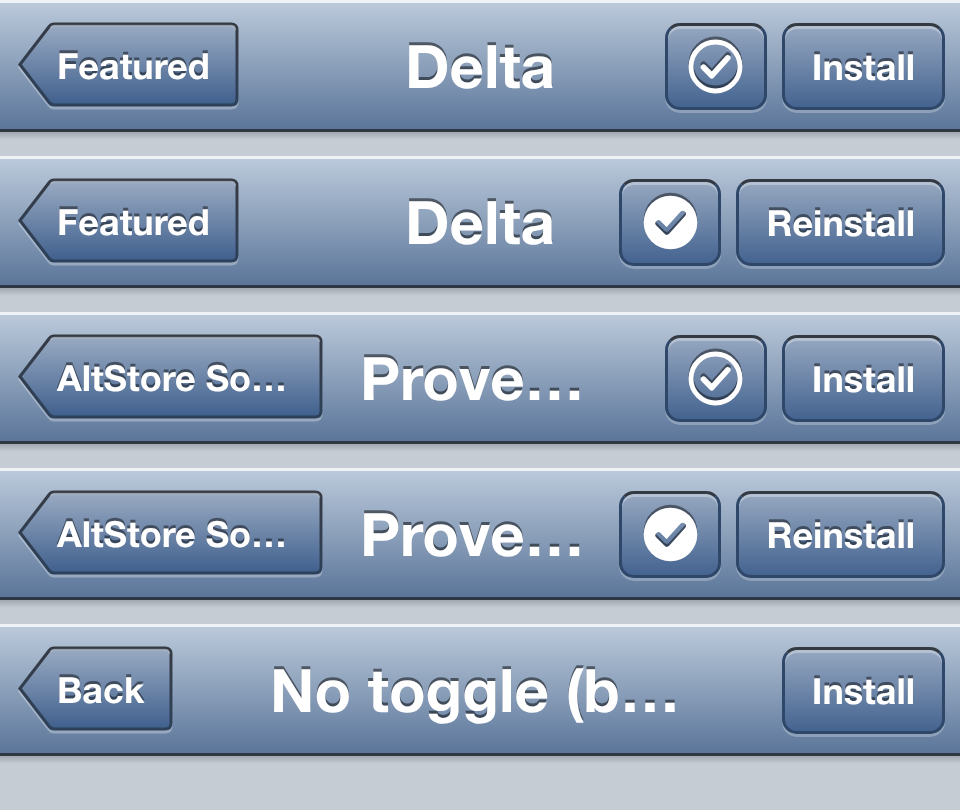 Featured Delta Install
Featured Delta Reinstall
AltStore So... Prove... Install
AltStore So... Prove... Reinstall
Back No toggle (b... Install